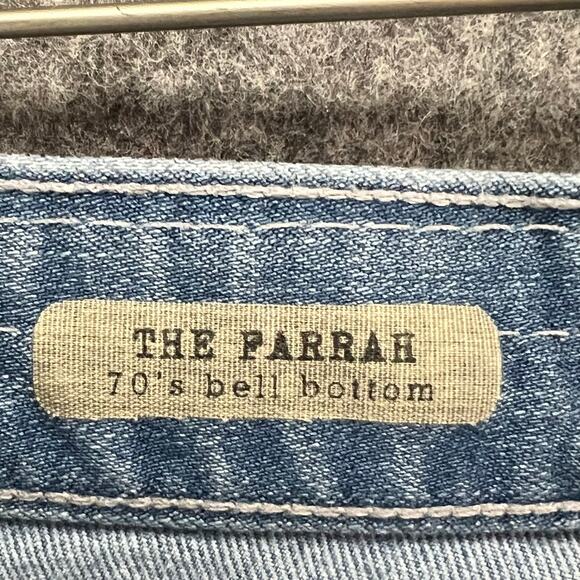 THE FARRAH
70's bell bottom